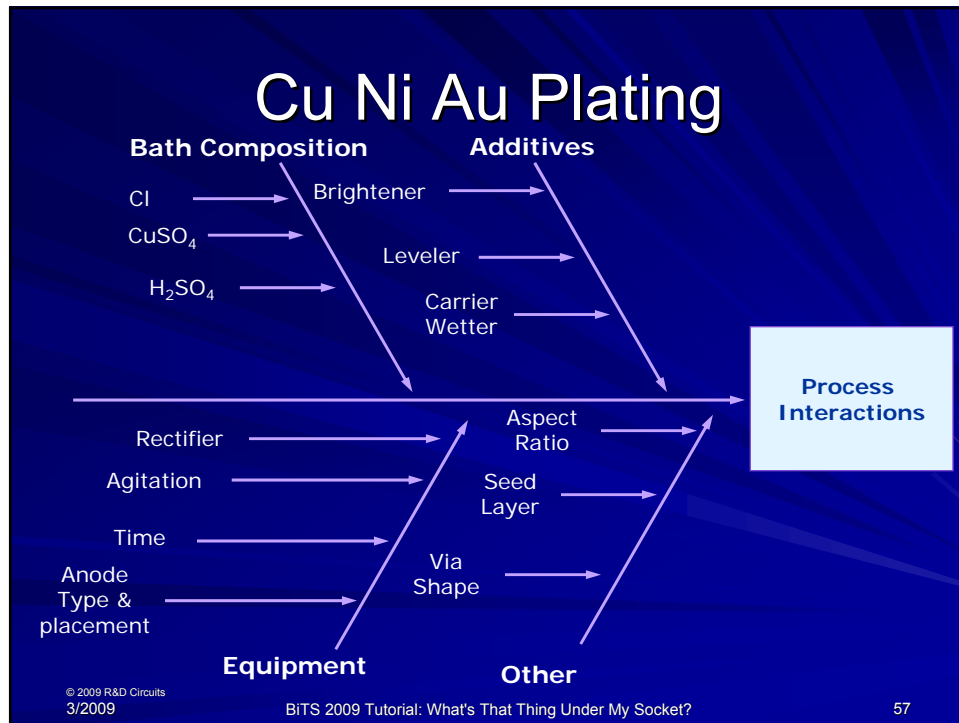 Cu Ni Au Plating
Bath Composition
Additives
Cl
CuSO₄
H₂SO₄
Brightener
Leveler
Carrier
Wetter
Process
Interactions
Rectifier
Agitation
Time
Anode
Type &
placement
Aspect
Ratio
Seed
Layer
Via
Shape
Equipment
Other
© 2009 R&D Circuits
3/2009
BiTS 2009 Tutorial: What's That Thing Under My Socket?
57